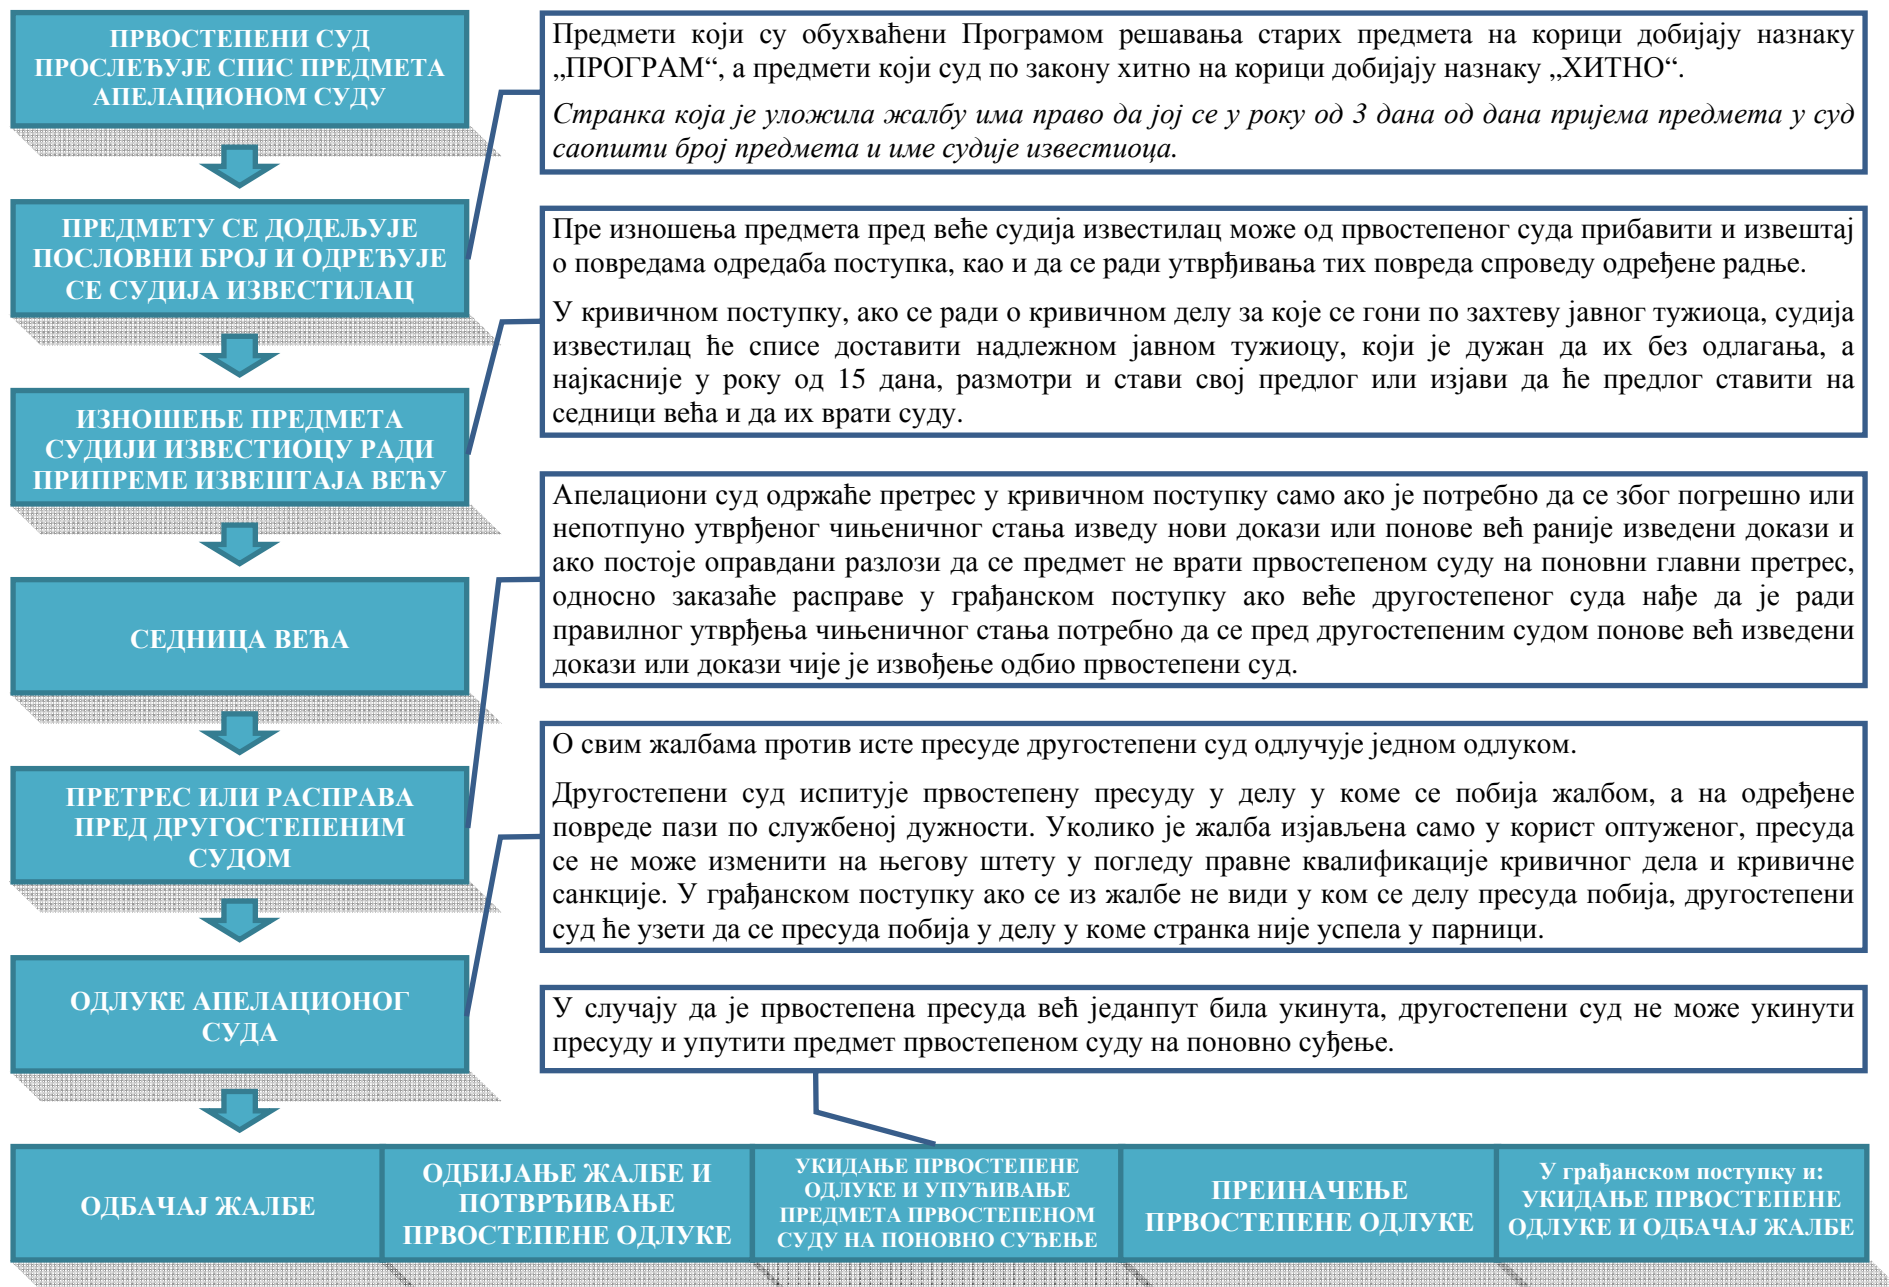 ПРВОСТЕПЕНИ СУД
ПРОСЛЕЂУЈЕ СПИС ПРЕДМЕТА
АПЕЛАЦИОНОМ СУДУ
Предмети који су обухваћени Програмом решавања старих предмета на корици добијају назнаку
„ПРОГРАМ“, а предмети који суд по закону хитно на корици добијају назнаку „ХИТНО“.
Странка која је уложила жалбу има право да јој се у року од 3 дана од дана пријема предмета у суд
саопшти број предмета и име судије известиоца.
ПРЕДМЕТУ СЕ ДОДЕЉУЈЕ
ПОСЛОВНИ БРОЈ И ОДРЕЂУЈЕ
СЕ СУДИЈА ИЗВЕСТИЛАЦ
Пре изношења предмета пред веће судија известилац може од првостепеног суда прибавити и извештај
о повредама одредаба поступка, као и да се ради утврђивања тих повреда спроведу одређене радње.
У кривичном поступку, ако се ради о кривичном делу за које се гони по захтеву јавног тужиоца, судија
известилац ће списе доставити надлежном јавном тужиоцу, који је дужан да их без одлагања, а
најкасније у року од 15 дана, размотри и стави свој предлог или изјави да ће предлог ставити на
седници већа и да их врати суду.
ИЗНОШЕЊЕ ПРЕДМЕТА
СУДИЈИ ИЗВЕСТИОЦУ РАДИ
ПРИПРЕМЕ ИЗВЕШТАЈА ВЕЋУ
Апелациони суд одржаће претрес у кривичном поступку само ако је потребно да се због погрешно или
непотпуно утврђеног чињеничног стања изведу нови докази или понове већ раније изведени докази и
ако постоје оправдани разлози да се предмет не врати првостепеном суду на поновни главни претрес,
односно заказаће расправе у грађанском поступку ако веће другостепеног суда нађе да је ради
правилног утврђења чињеничног стања потребно да се пред другостепеним судом понове већ изведени
докази или докази чије је извођење одбио првостепени суд.
СЕДНИЦА ВЕЋА
О свим жалбама против исте пресуде другостепени суд одлучује једном одлуком.
Другостепени суд испитује првостепену пресуду у делу у коме се побија жалбом, а на одређене
повреде пази по службеној дужности. Уколико је жалба изјављена само у корист оптуженог, пресуда
се не може изменити на његову штету у погледу правне квалификације кривичног дела и кривичне
санкције. У грађанском поступку ако се из жалбе не види у ком се делу пресуда побија, другостепени
суд ће узети да се пресуда побија у делу у коме странка није успела у парници.
ПРЕТРЕС ИЛИ РАСПРАВА
ПРЕД ДРУГОСТЕПЕНИМ
СУДОМ
ОДЛУКЕ АПЕЛАЦИОНОГ
СУДА
У случају да је првостепена пресуда већ једанпут била укинута, другостепени суд не може укинути
пресуду и упутити предмет првостепеном суду на поновно суђење.
ОДБАЧАЈ ЖАЛБЕ
ОДБИЈАЊЕ ЖАЛБЕ И
ПОТВРЂИВАЊЕ
ПРВОСТЕПЕНЕ ОДЛУКЕ
УКИДАЊЕ ПРВОСТЕПЕНЕ
ОДЛУКЕ И УПУЋИВАЊЕ
ПРЕДМЕТА ПРВОСТЕПЕНОМ
СУДУ НА ПОНОВНО СУЂЕЊЕ
ПРЕИНАЧЕЊЕ
ПРВОСТЕПЕНЕ ОДЛУКЕ
У грађанском поступку и:
УКИДАЊЕ ПРВОСТЕПЕНЕ
ОДЛУКЕ И ОДБАЧАЈ ЖАЛБЕ